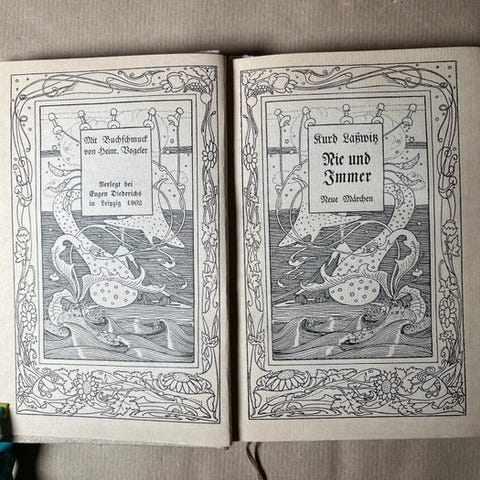 Mit Buchschmuck
von Heinr. Vogeler
Verlegt bei
Eugen Diederichs
in Leipzig 1902
Kurd Laßwitz
Nie und
Immer
Neue Märchen